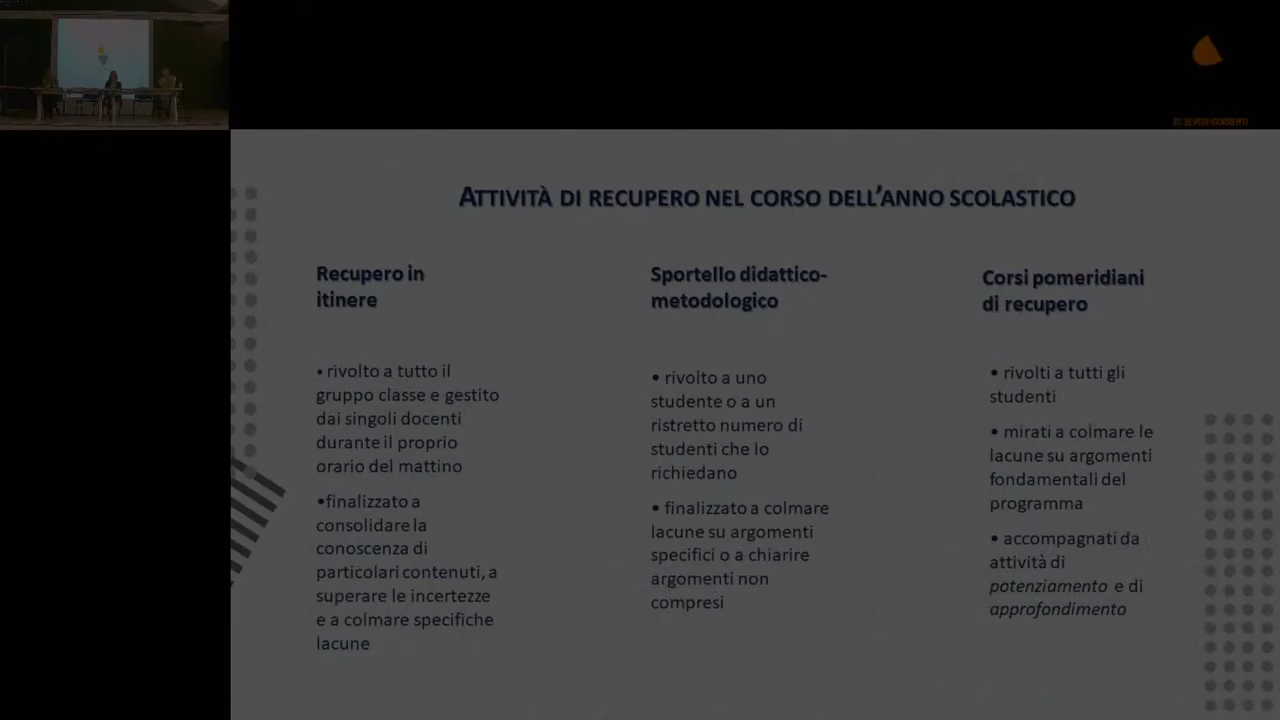 ATTIVITÀ DI RECUPERO NEL CORSO DELL'ANNO SCOLASTICO
Recupero in
itinere
• rivolto a tutto il
gruppo classe e gestito
dai singoli docenti
durante il proprio
orario del mattino
•finalizzato a
consolidare la
conoscenza di
particolari contenuti, a
superare le incertezze
e a colmare specifiche
lacune
Sportello didattico-
metodologico
• rivolto a uno
studente o a un
ristretto numero di
studenti che lo
richiedano
• finalizzato a colmare
lacune su argomenti
specifici o a chiarire
argomenti non
compresi
Corsi pomeridiani
di recupero
• rivolti a tutti gli
studenti
• mirati a colmare le
lacune su argomenti
fondamentali del
programma
• accompagnati da
attività di
potenziamento e di
approfondimento